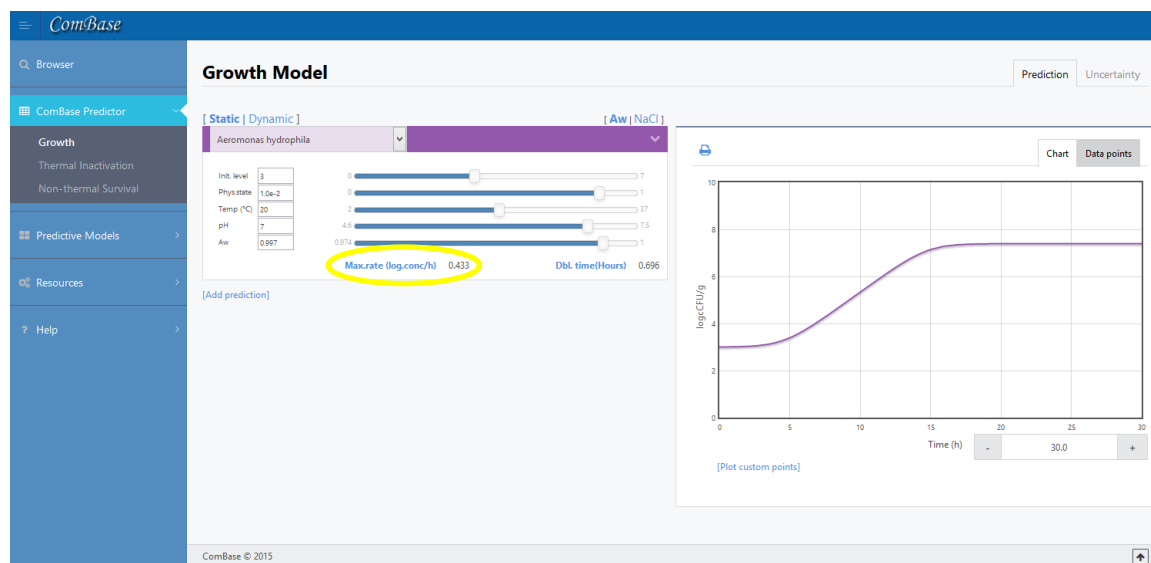 ComBase
Browser
ComBase Predictor
Growth
Thermal Inactivation
Non-thermal Survival
Predictive Models
Resources
? Help
Growth Model
Prediction Uncertainty
[ Static | Dynamic ] [ Aw | NaCl ]
Aeromonas hydrophila
Init. level 3 0 7
Phys.state 1.0e-2 0 1
Temp (°C) 20 2 37
pH 7 4.6 7.5
Aw 0.997 0.974 1
Max.rate (log.conc/h) 0.433 Dbl. time(Hours) 0.696
[Add prediction]
Chart Data points
10
8
6
4
2
0
logcCFU/g
0 5 10 15 20 25 30
Time (h) - 30.0 +
[Plot custom points]
ComBase © 2015